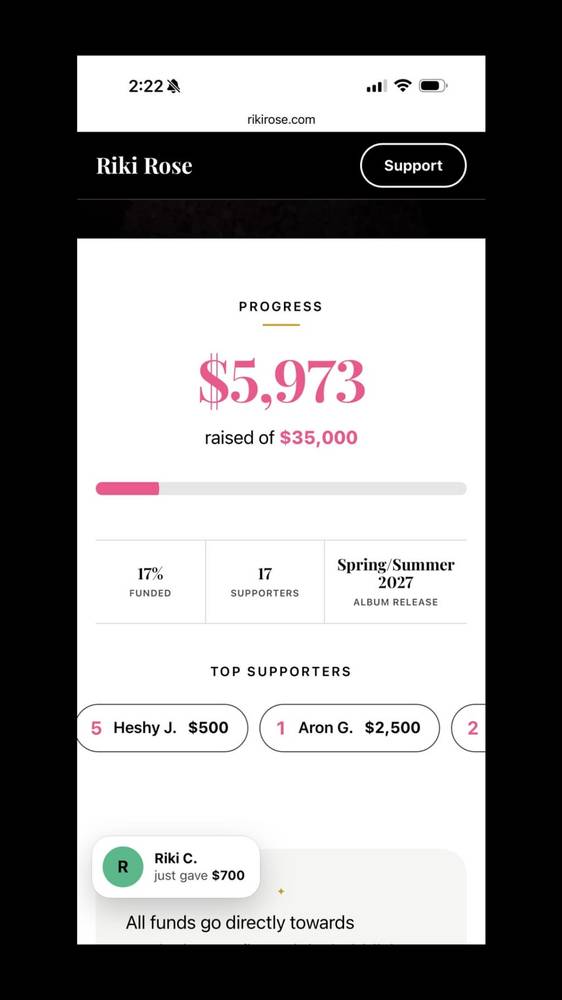 2:22
rikirose.com
Riki Rose
Support
PROGRESS
$5,973
raised of $35,000
17%
FUNDED
17
SUPPORTERS
Spring/Summer
2027
ALBUM RELEASE
TOP SUPPORTERS
5 Heshy J. $500
1 Aron G. $2,500
2
R
Riki C.
just gave $700
All funds go directly towards